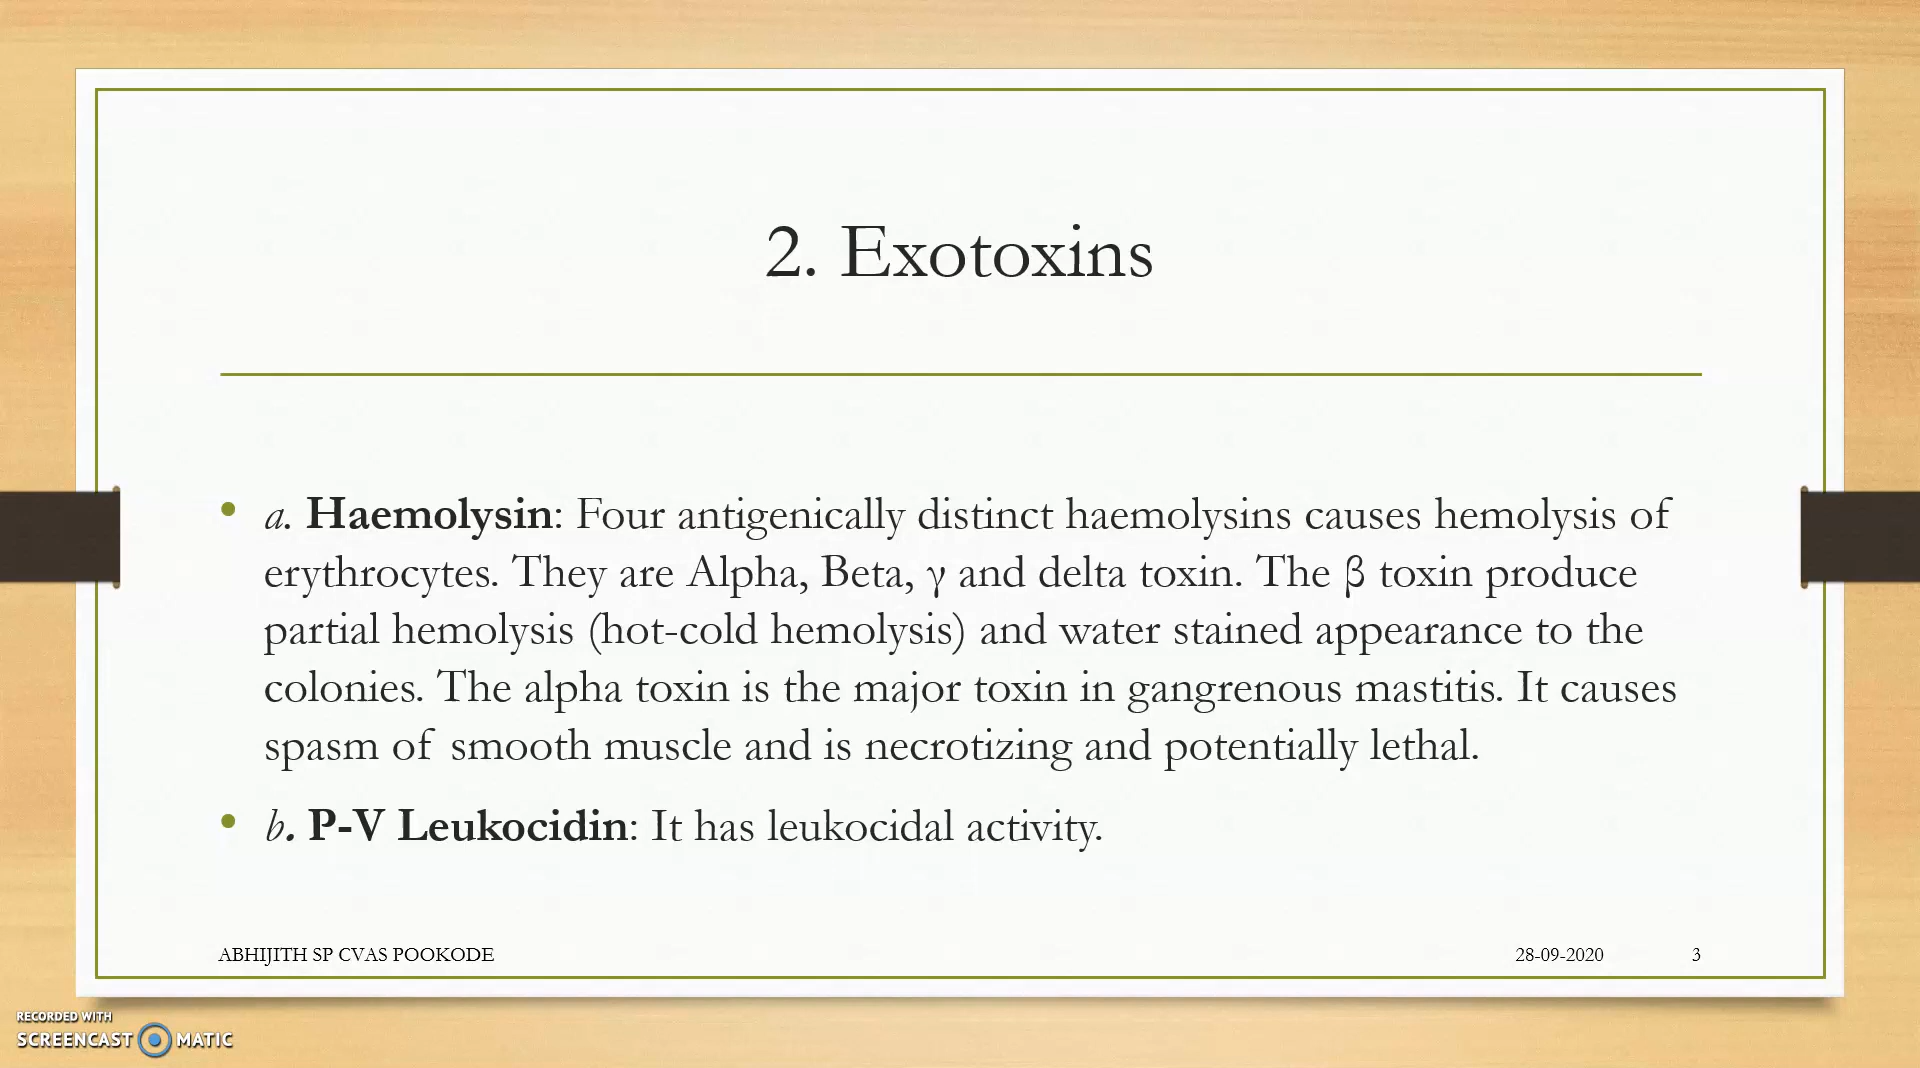 2. Exotoxins
• a. Haemolysin: Four antigenically distinct haemolysins causes hemolysis of
erythrocytes. They are Alpha, Beta, γ and delta toxin. The β toxin produce
partial hemolysis (hot-cold hemolysis) and water stained appearance to the
colonies. The alpha toxin is the major toxin in gangrenous mastitis. It causes
spasm of smooth muscle and is necrotizing and potentially lethal.
• b. P-V Leukocidin: It has leukocidal activity.
ABHIJITH SP CVAS POOKODE 28-09-2020 3
RECORDED WITH
SCREENCAST MATIC